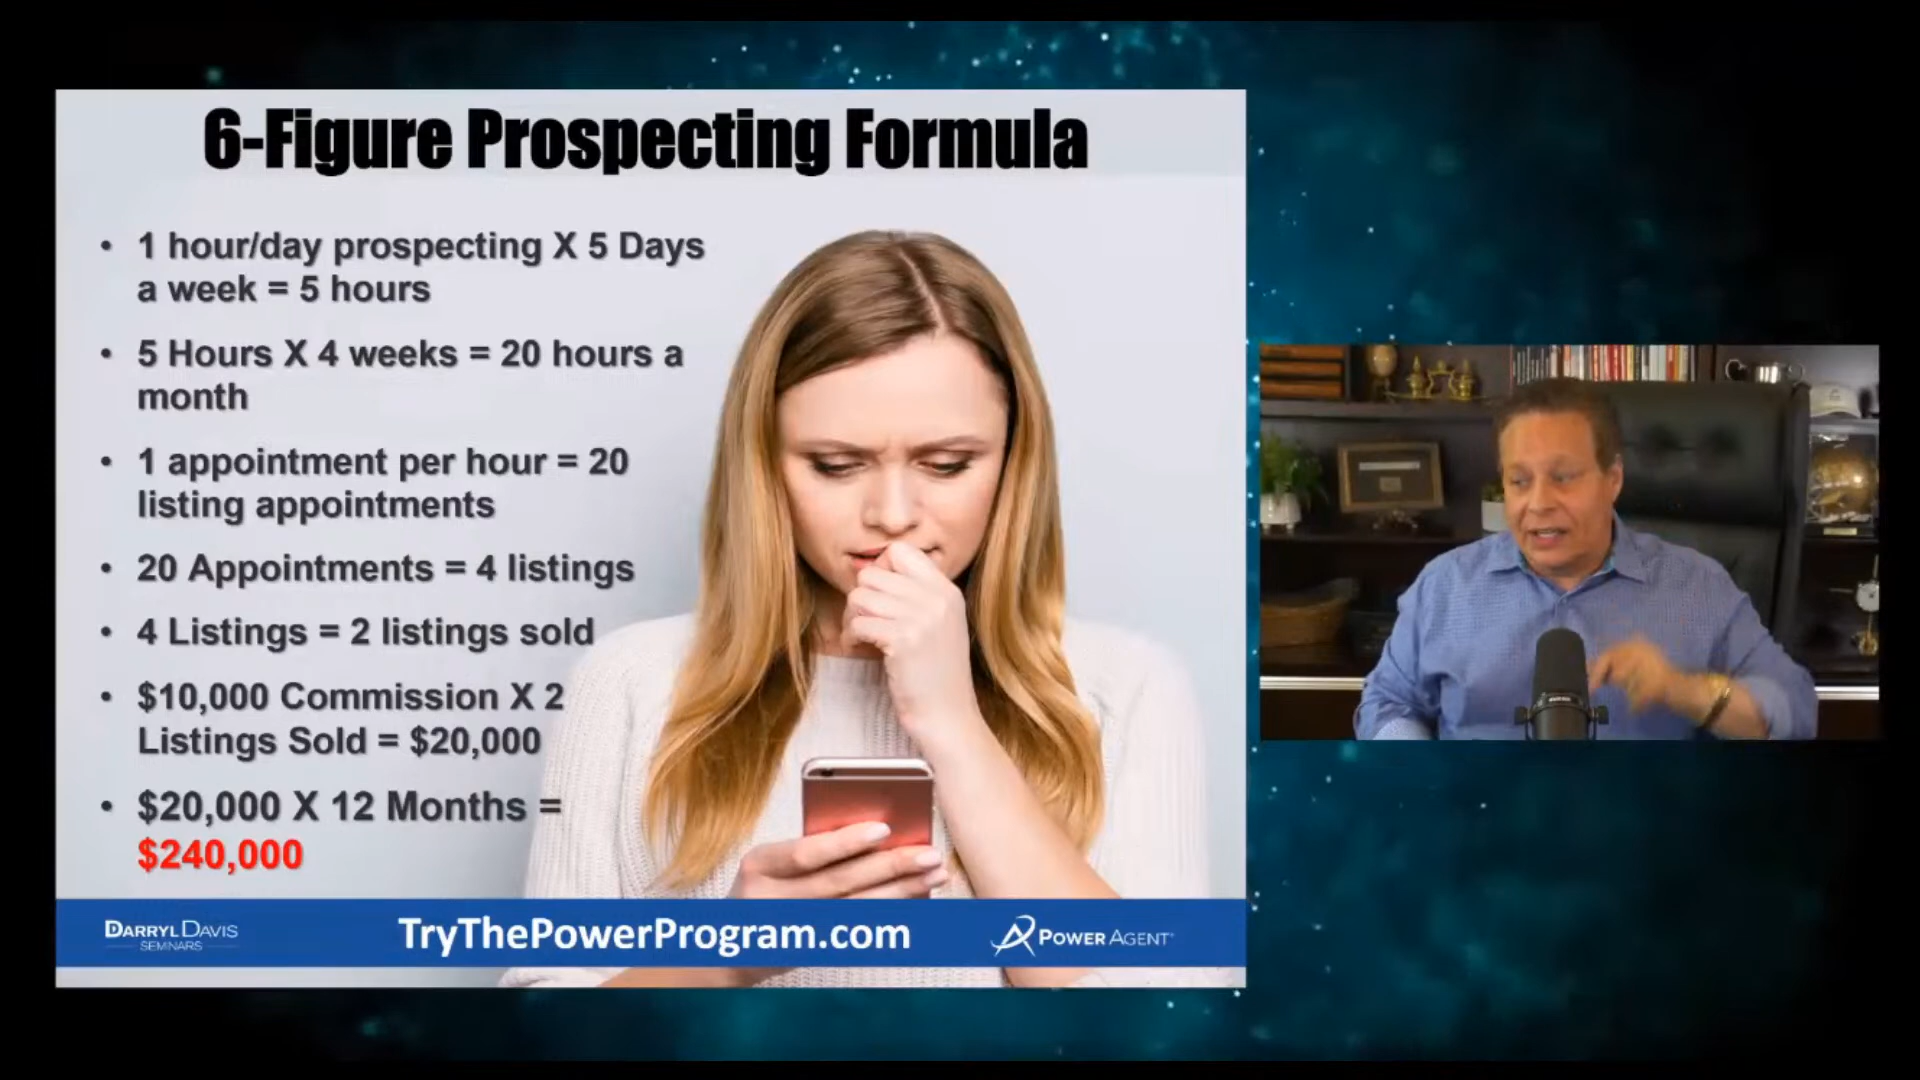 6-Figure Prospecting Formula
• 1 hour/day prospecting X 5 Days
a week = 5 hours
• 5 Hours X 4 weeks = 20 hours a
month
• 1 appointment per hour = 20
listing appointments
• 20 Appointments = 4 listings
• 4 Listings = 2 listings sold
• $10,000 Commission X 2
Listings Sold = $20,000
• $20,000 X 12 Months =
$240,000
DARRYL DAVIS
SEMINARS
TryThePowerProgram.com
POWER AGENT